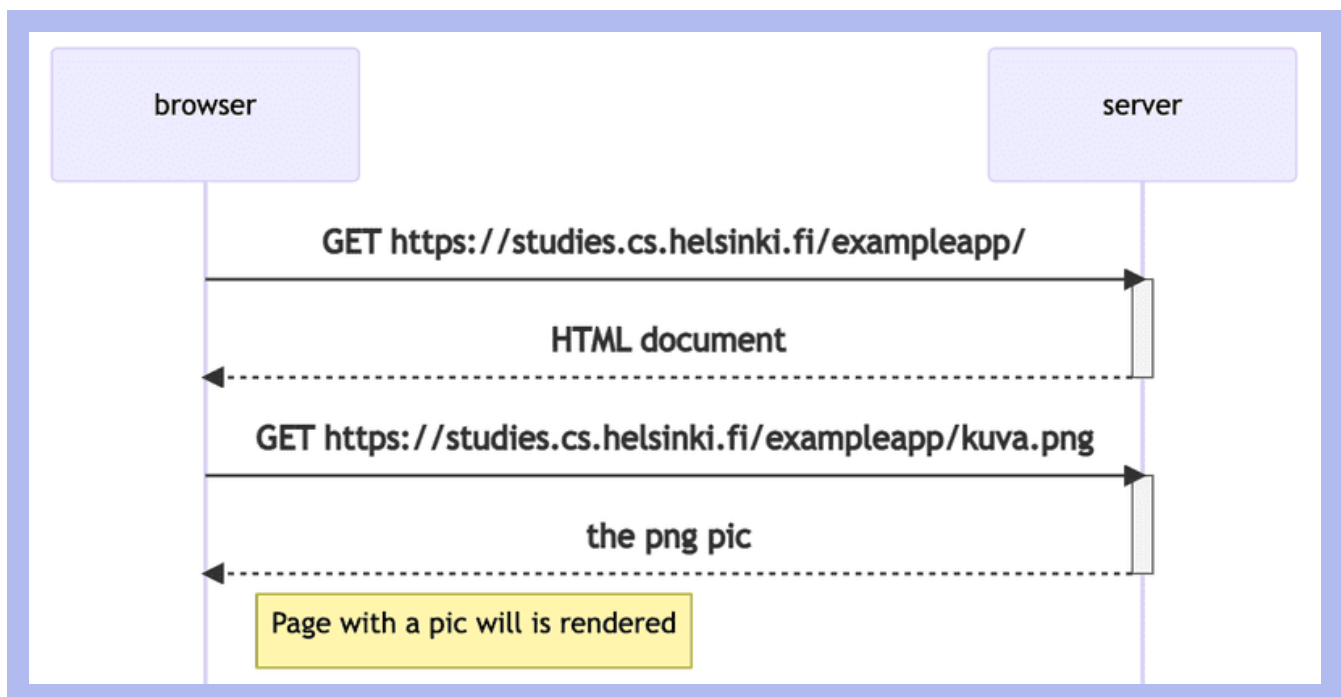 browser
server
GET https://studies.cs.helsinki.fi/exampleapp/
HTML document
GET https://studies.cs.helsinki.fi/exampleapp/kuva.png
the png pic
Page with a pic will is rendered